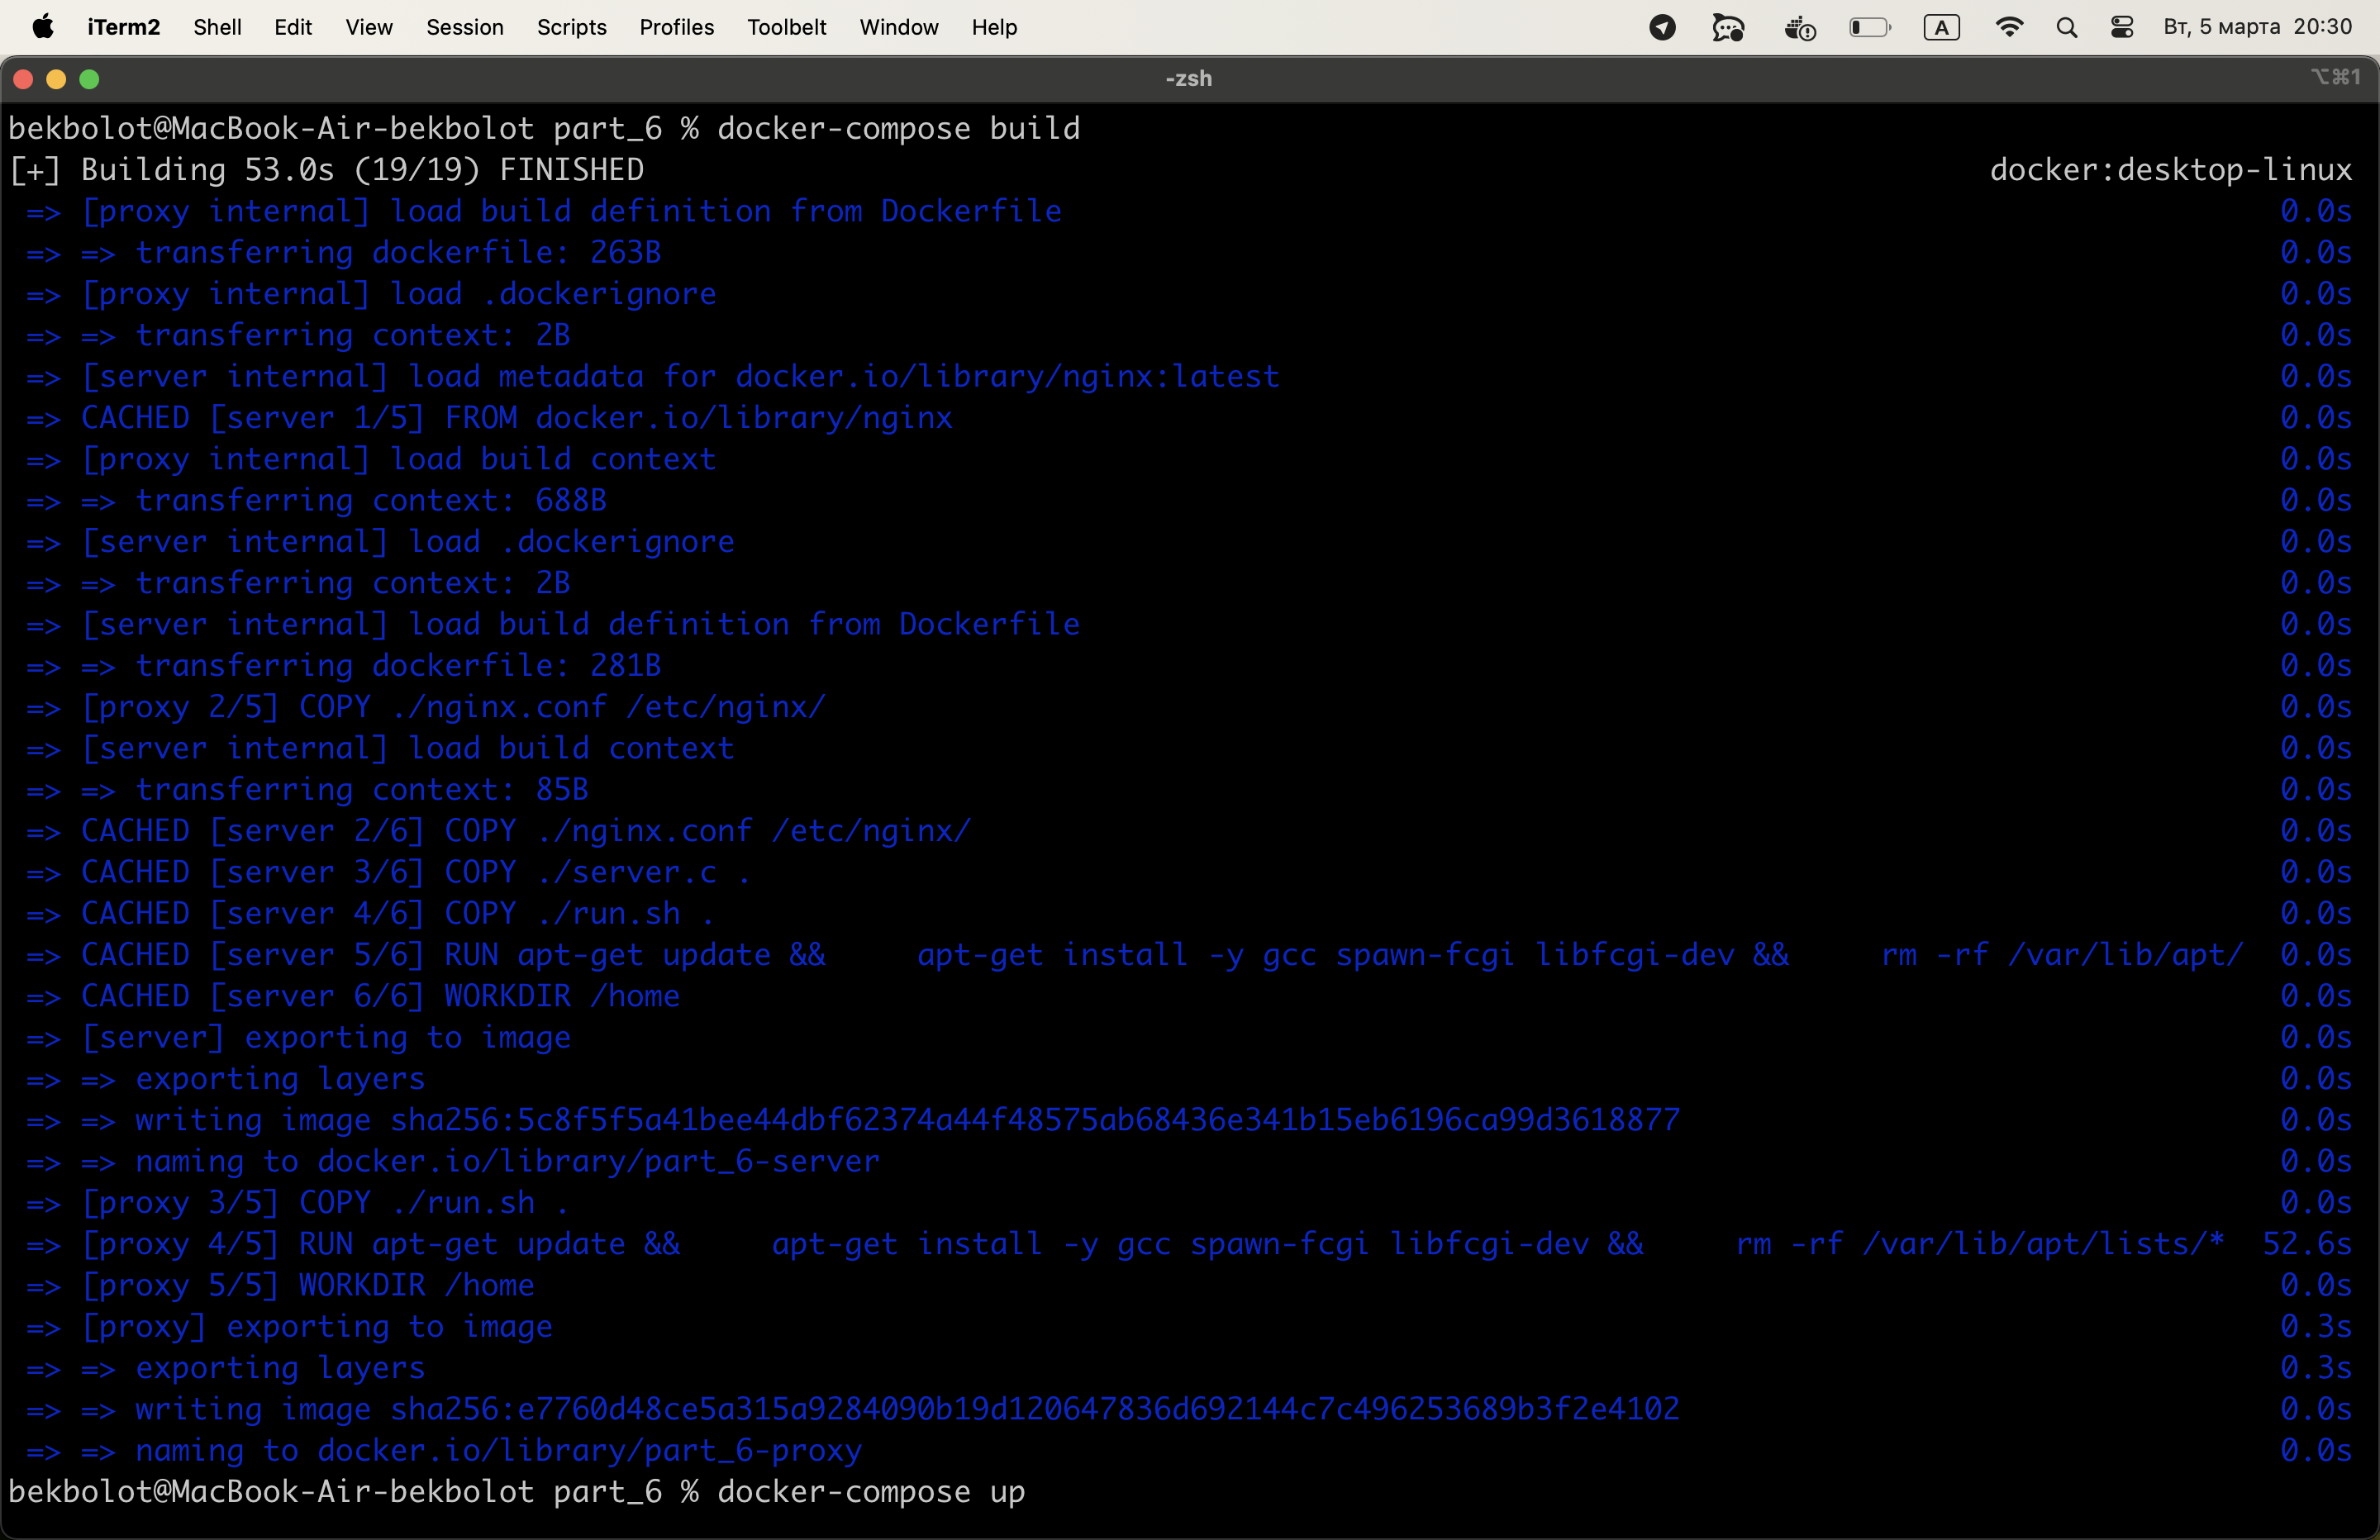 iTerm2 Shell Edit View Session Scripts Profiles Toolbelt Window Help A Вт, 5 марта 20:30
-zsh ⌥⌘1
bekbolot@MacBook-Air-bekbolot part_6 % docker-compose build
[+] Building 53.0s (19/19) FINISHED docker:desktop-linux
=> [proxy internal] load build definition from Dockerfile 0.0s
=> => transferring dockerfile: 263B 0.0s
=> [proxy internal] load .dockerignore 0.0s
=> => transferring context: 2B 0.0s
=> [server internal] load metadata for docker.io/library/nginx:latest 0.0s
=> CACHED [server 1/5] FROM docker.io/library/nginx 0.0s
=> [proxy internal] load build context 0.0s
=> => transferring context: 688B 0.0s
=> [server internal] load .dockerignore 0.0s
=> => transferring context: 2B 0.0s
=> [server internal] load build definition from Dockerfile 0.0s
=> => transferring dockerfile: 281B 0.0s
=> [proxy 2/5] COPY ./nginx.conf /etc/nginx/ 0.0s
=> [server internal] load build context 0.0s
=> => transferring context: 85B 0.0s
=> CACHED [server 2/6] COPY ./nginx.conf /etc/nginx/ 0.0s
=> CACHED [server 3/6] COPY ./server.c . 0.0s
=> CACHED [server 4/6] COPY ./run.sh . 0.0s
=> CACHED [server 5/6] RUN apt-get update && apt-get install -y gcc spawn-fcgi libfcgi-dev && rm -rf /var/lib/apt/ 0.0s
=> CACHED [server 6/6] WORKDIR /home 0.0s
=> [server] exporting to image 0.0s
=> => exporting layers 0.0s
=> => writing image sha256:5c8f5f5a41bee44dbf62374a44f48575ab68436e341b15eb6196ca99d3618877 0.0s
=> => naming to docker.io/library/part_6-server 0.0s
=> [proxy 3/5] COPY ./run.sh . 0.0s
=> [proxy 4/5] RUN apt-get update && apt-get install -y gcc spawn-fcgi libfcgi-dev && rm -rf /var/lib/apt/lists/* 52.6s
=> [proxy 5/5] WORKDIR /home 0.0s
=> [proxy] exporting to image 0.3s
=> => exporting layers 0.3s
=> => writing image sha256:e7760d48ce5a315a9284090b19d120647836d692144c7c496253689b3f2e4102 0.0s
=> => naming to docker.io/library/part_6-proxy 0.0s
bekbolot@MacBook-Air-bekbolot part_6 % docker-compose up